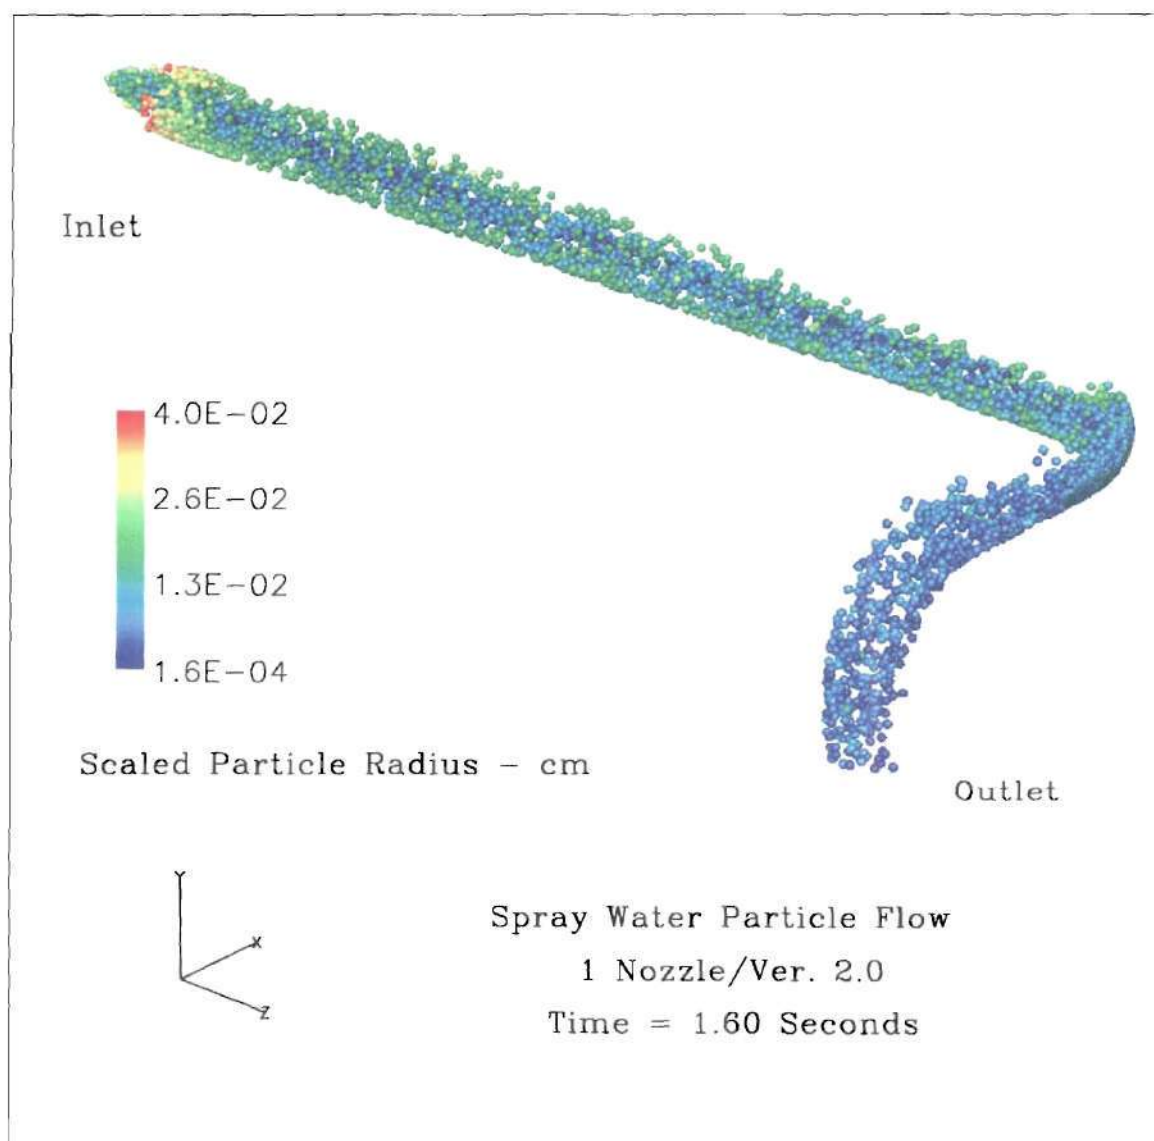 Inlet
4.0E-02
2.6E-02
1.3E-02
1.6E-04
Scaled Particle Radius - cm
Outlet
Y
X
Z
Spray Water Particle Flow
1 Nozzle/Ver. 2.0
Time = 1.60 Seconds